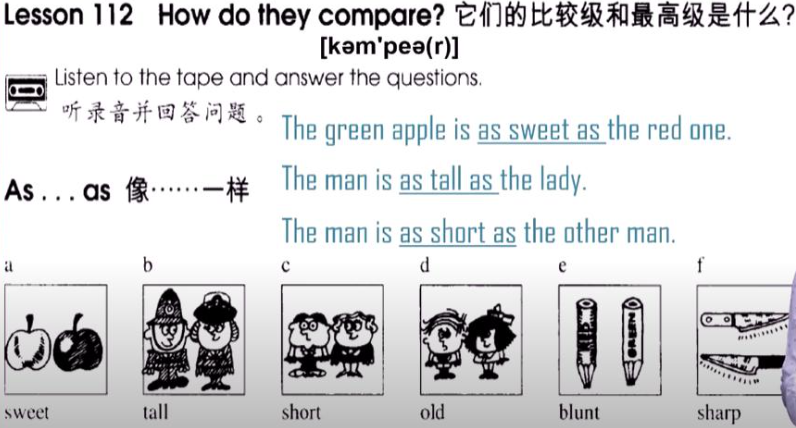 Lesson 112 How do they compare? 它们的比较级和最高级是什么?
[kəm'peə(r)]
Listen to the tape and answer the questions.
听录音并回答问题。
The green apple is as sweet as the red one.
As . . . as 像……一样
The man is as tall as the lady.
The man is as short as the other man.
a b c d e f
RED GREEN
sweet tall short old blunt sharp